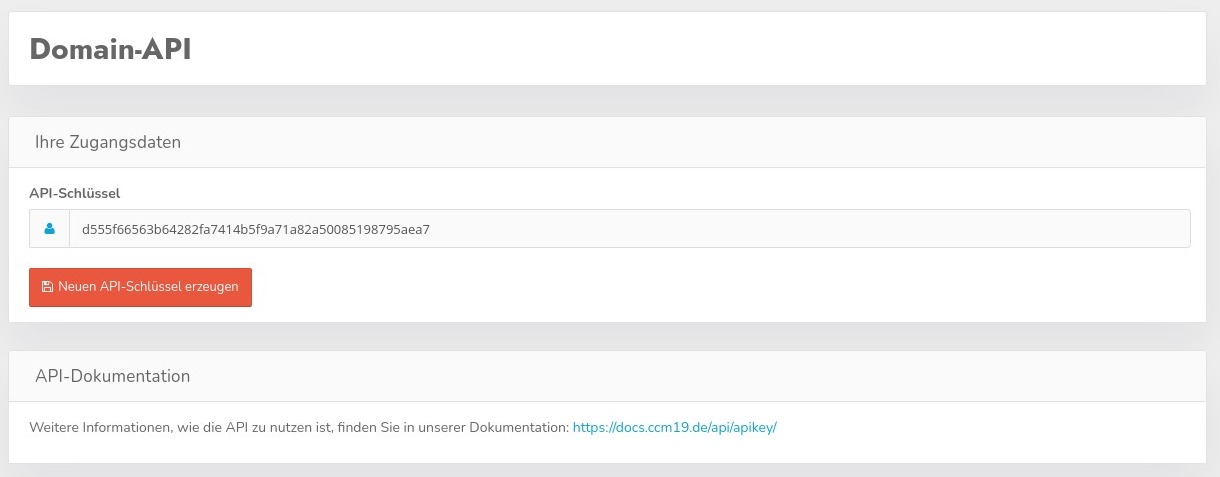 Domain-API
Ihre Zugangsdaten
API-Schlüssel
d555f66563b64282fa7414b5f9a71a82a50085198795aea7
Neuen API-Schlüssel erzeugen
API-Dokumentation
Weitere Informationen, wie die API zu nutzen ist, finden Sie in unserer Dokumentation: https://docs.ccm19.de/api/apikey/